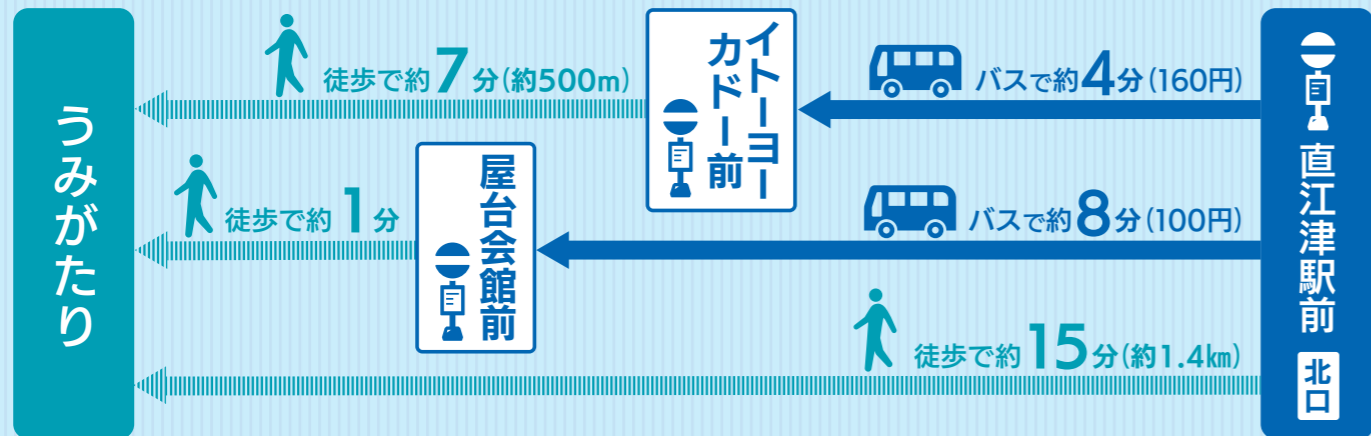 うみがたり
徒歩で約7分(約500m)
イトーヨー
カドー前
バスで約4分(160円)
徒歩で約1分
屋台会館前
バスで約8分(100円)
徒歩で約15分(約1.4㎞)
直江津駅前
北口